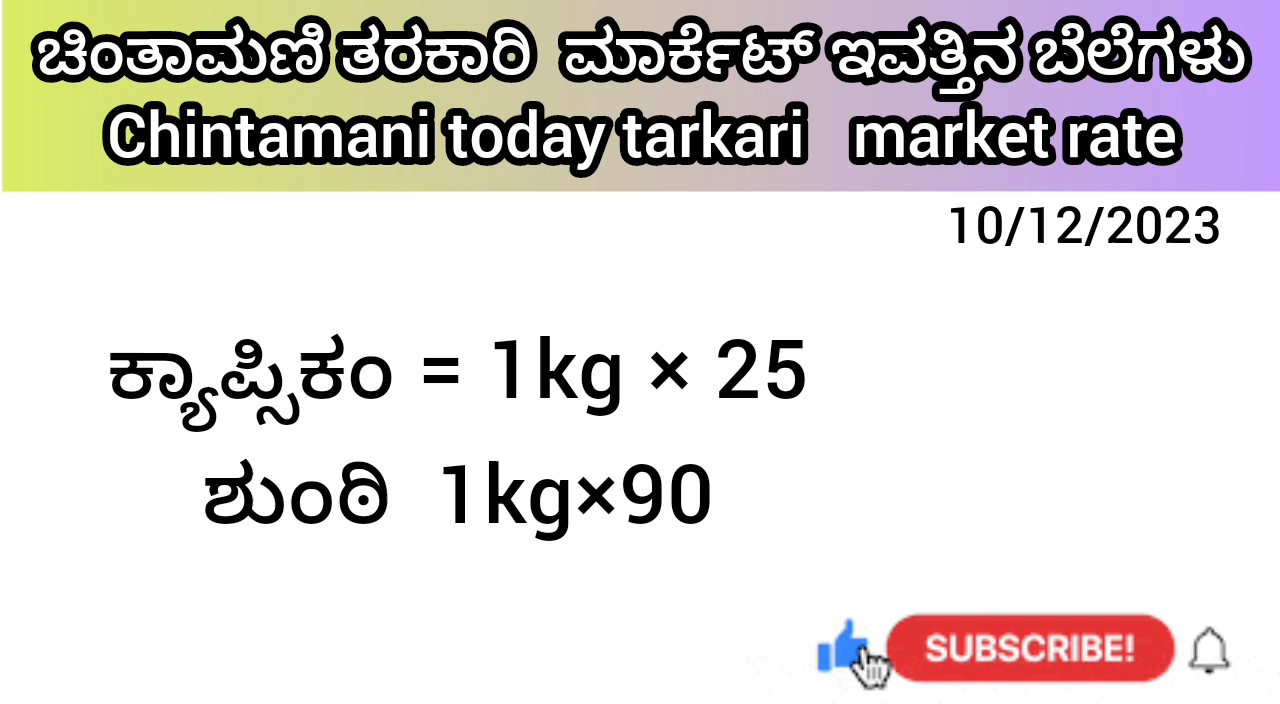 ಚಿಂತಾಮಣಿ ತರಕಾರಿ ಮಾರ್ಕೆಟ್ ಇವತ್ತಿನ ಬೆಲೆಗಳು
Chintamani today tarkari market rate
10/12/2023
ಕ್ಯಾಪ್ಸಿಕಂ = 1kg × 25
ಶುಂಠಿ 1kg×90
SUBSCRIBE!